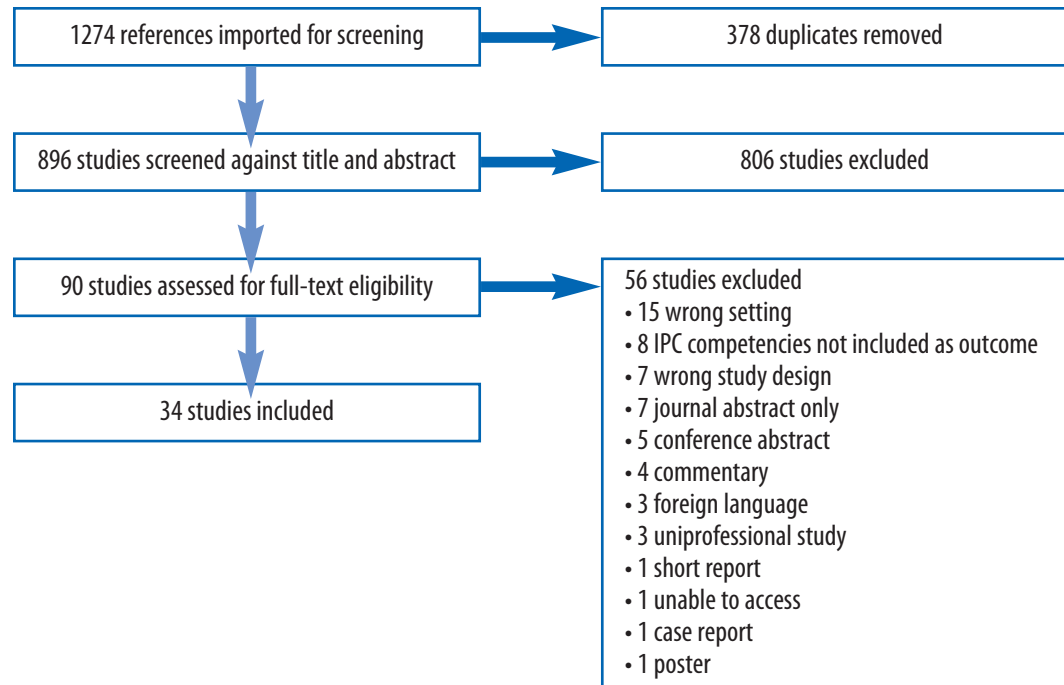 1274 references imported for screening
378 duplicates removed
896 studies screened against title and abstract
806 studies excluded
90 studies assessed for full-text eligibility
56 studies excluded
• 15 wrong setting
• 8 IPC competencies not included as outcome
• 7 wrong study design
• 7 journal abstract only
• 5 conference abstract
• 4 commentary
• 3 foreign language
• 3 uniprofessional study
• 1 short report
• 1 unable to access
• 1 case report
• 1 poster
34 studies included